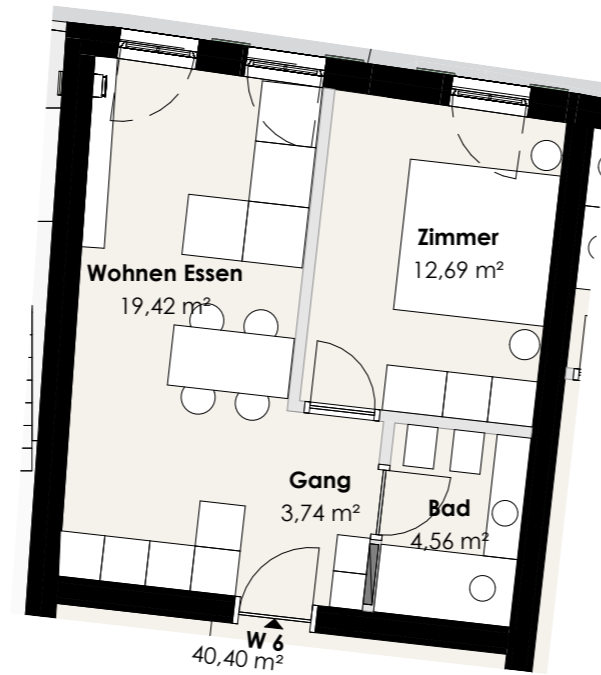 Zimmer
12,69 m²
Wohnen Essen
19,42 m²
Gang
3,74 m²
Bad
4,56 m²
W 6
40,40 m²